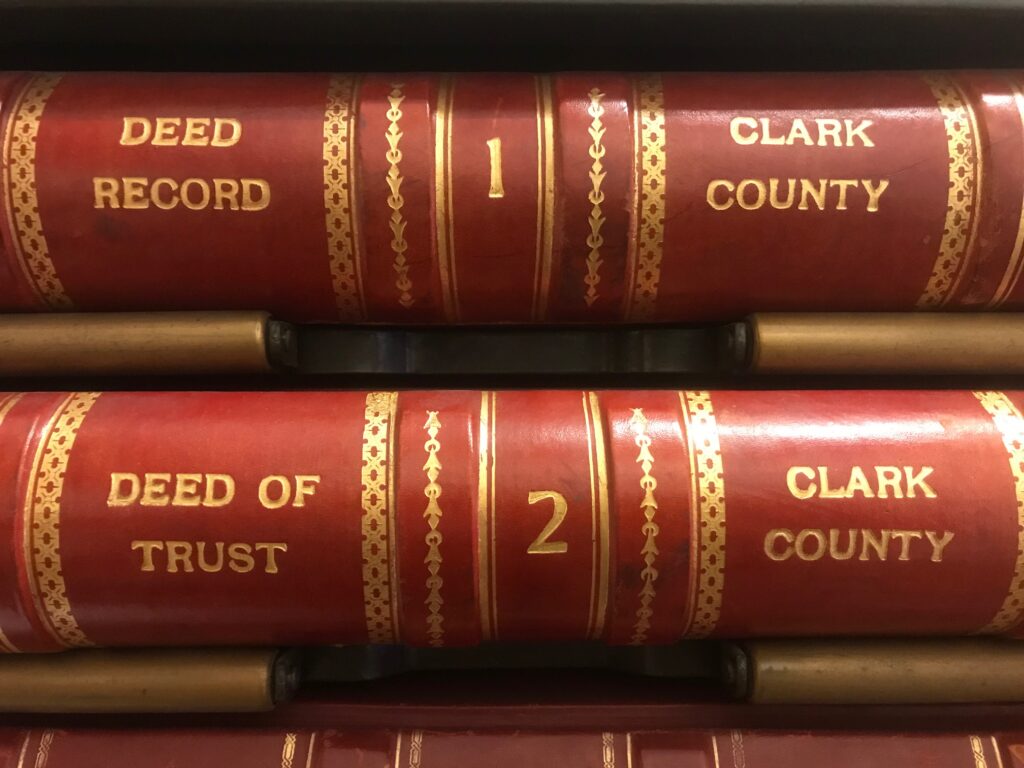 DEED
RECORD
1
CLARK
COUNTY
DEED OF
TRUST
2
CLARK
COUNTY